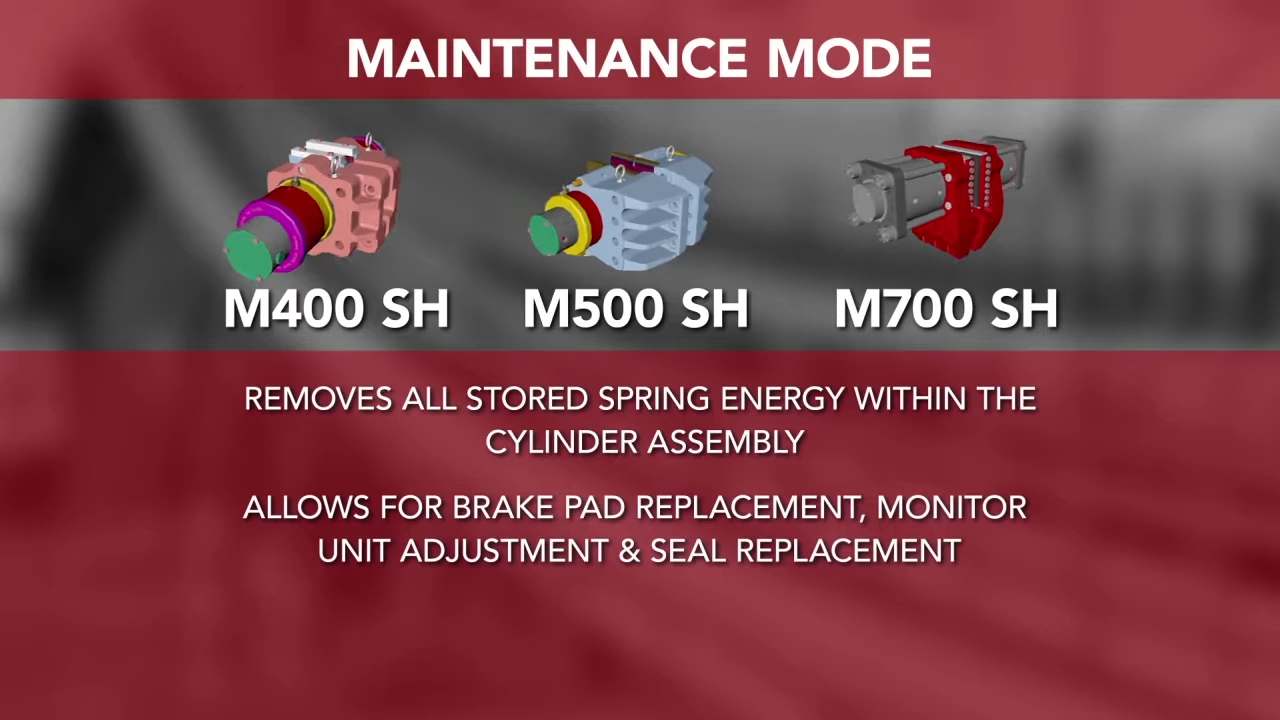 MAINTENANCE MODE
M400 SH
M500 SH
M700 SH
REMOVES ALL STORED SPRING ENERGY WITHIN THE
CYLINDER ASSEMBLY
ALLOWS FOR BRAKE PAD REPLACEMENT, MONITOR
UNIT ADJUSTMENT & SEAL REPLACEMENT